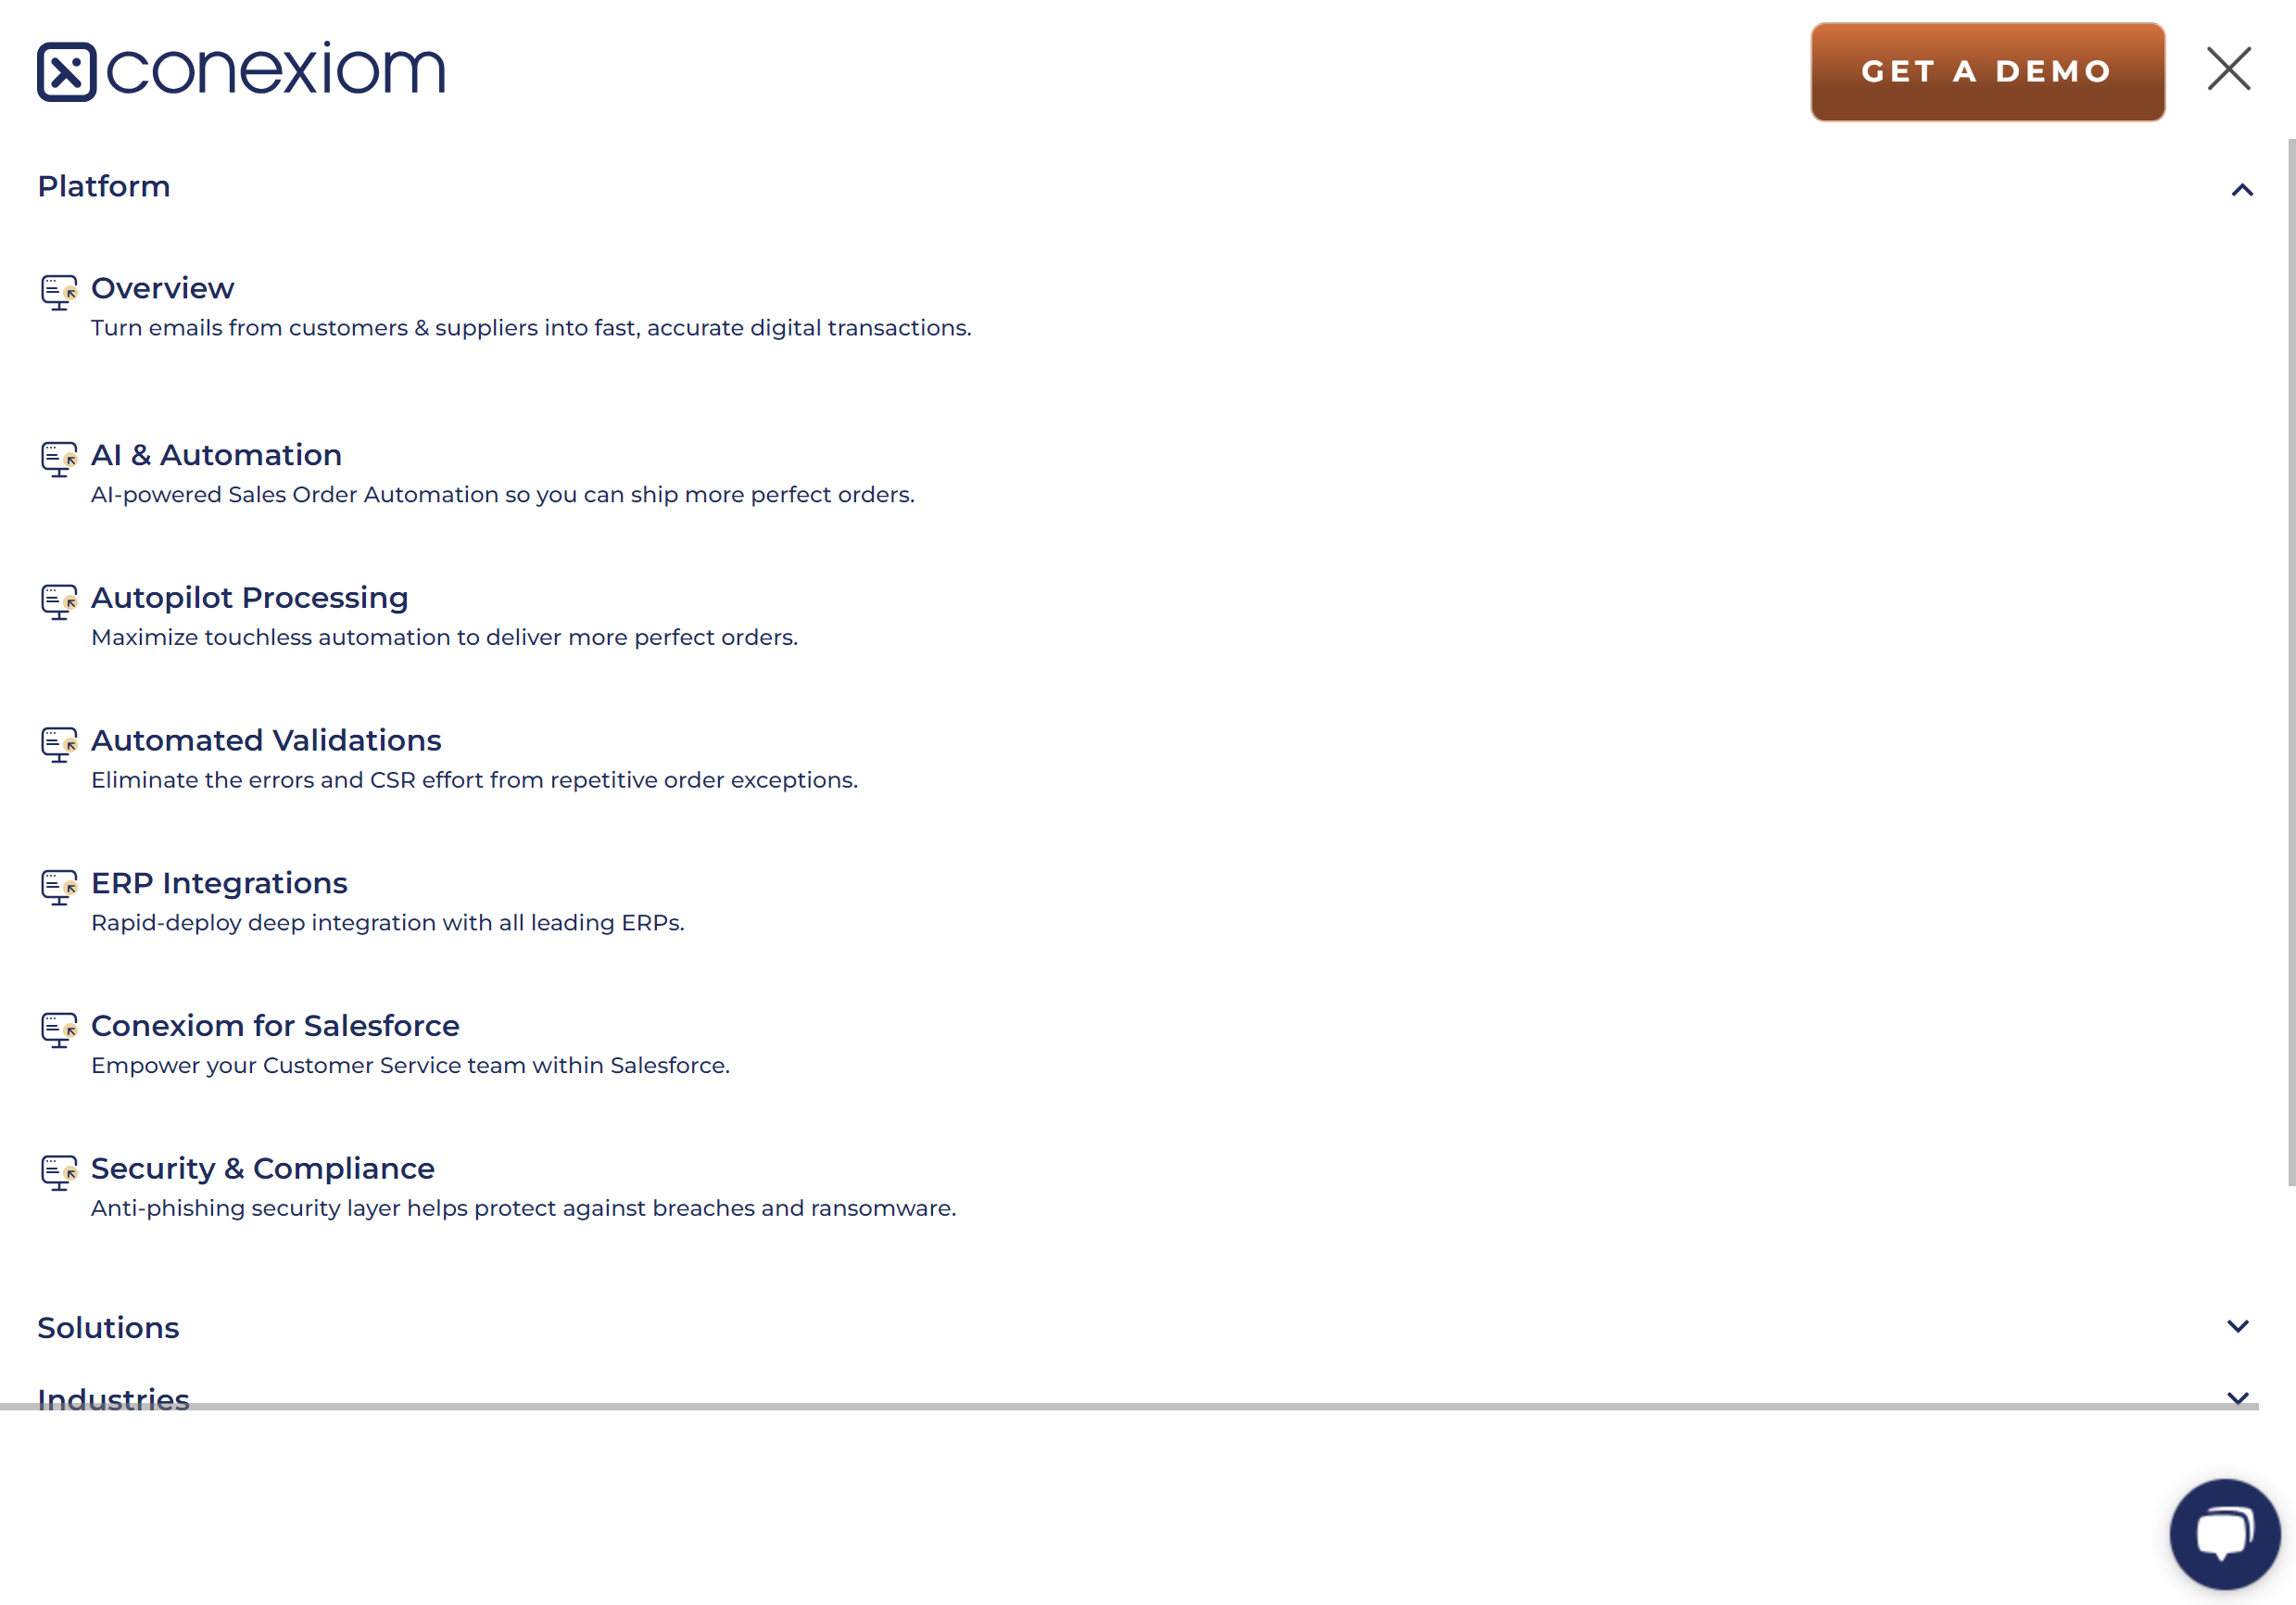 conexiom
GET A DEMO
Platform
Overview
Turn emails from customers & suppliers into fast, accurate digital transactions.
AI & Automation
AI-powered Sales Order Automation so you can ship more perfect orders.
Autopilot Processing
Maximize touchless automation to deliver more perfect orders.
Automated Validations
Eliminate the errors and CSR effort from repetitive order exceptions.
ERP Integrations
Rapid-deploy deep integration with all leading ERPs.
Conexiom for Salesforce
Empower your Customer Service team within Salesforce.
Security & Compliance
Anti-phishing security layer helps protect against breaches and ransomware.
Solutions
Industries